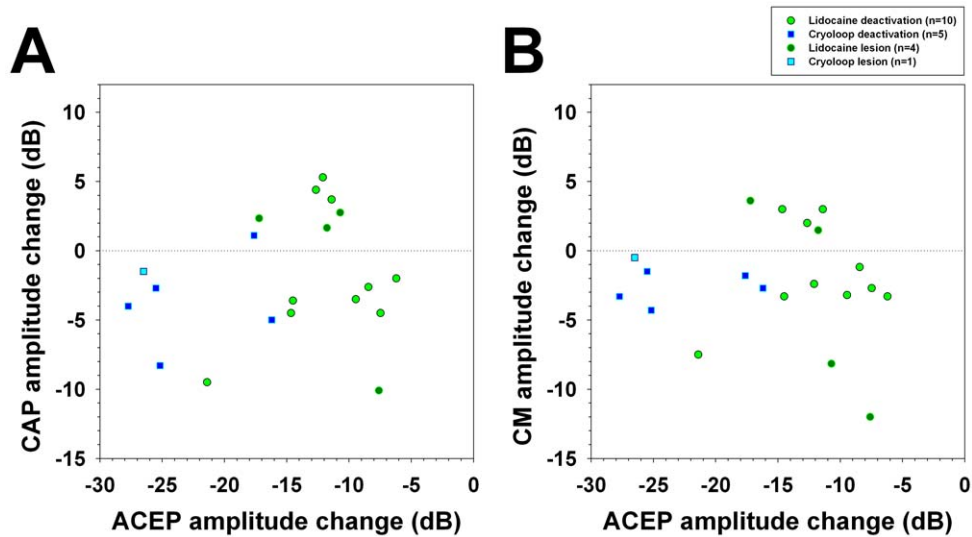 Lidocaine deactivation (n=10)
Cryoloop deactivation (n=5)
Lidocaine lesion (n=4)
Cryoloop lesion (n=1)
A
B
CAP amplitude change (dB)
10
5
0
-5
-10
-15
-30 -25 -20 -15 -10 -5 0
ACEP amplitude change (dB)
CM amplitude change (dB)
10
5
0
-5
-10
-15
-30 -25 -20 -15 -10 -5 0
ACEP amplitude change (dB)